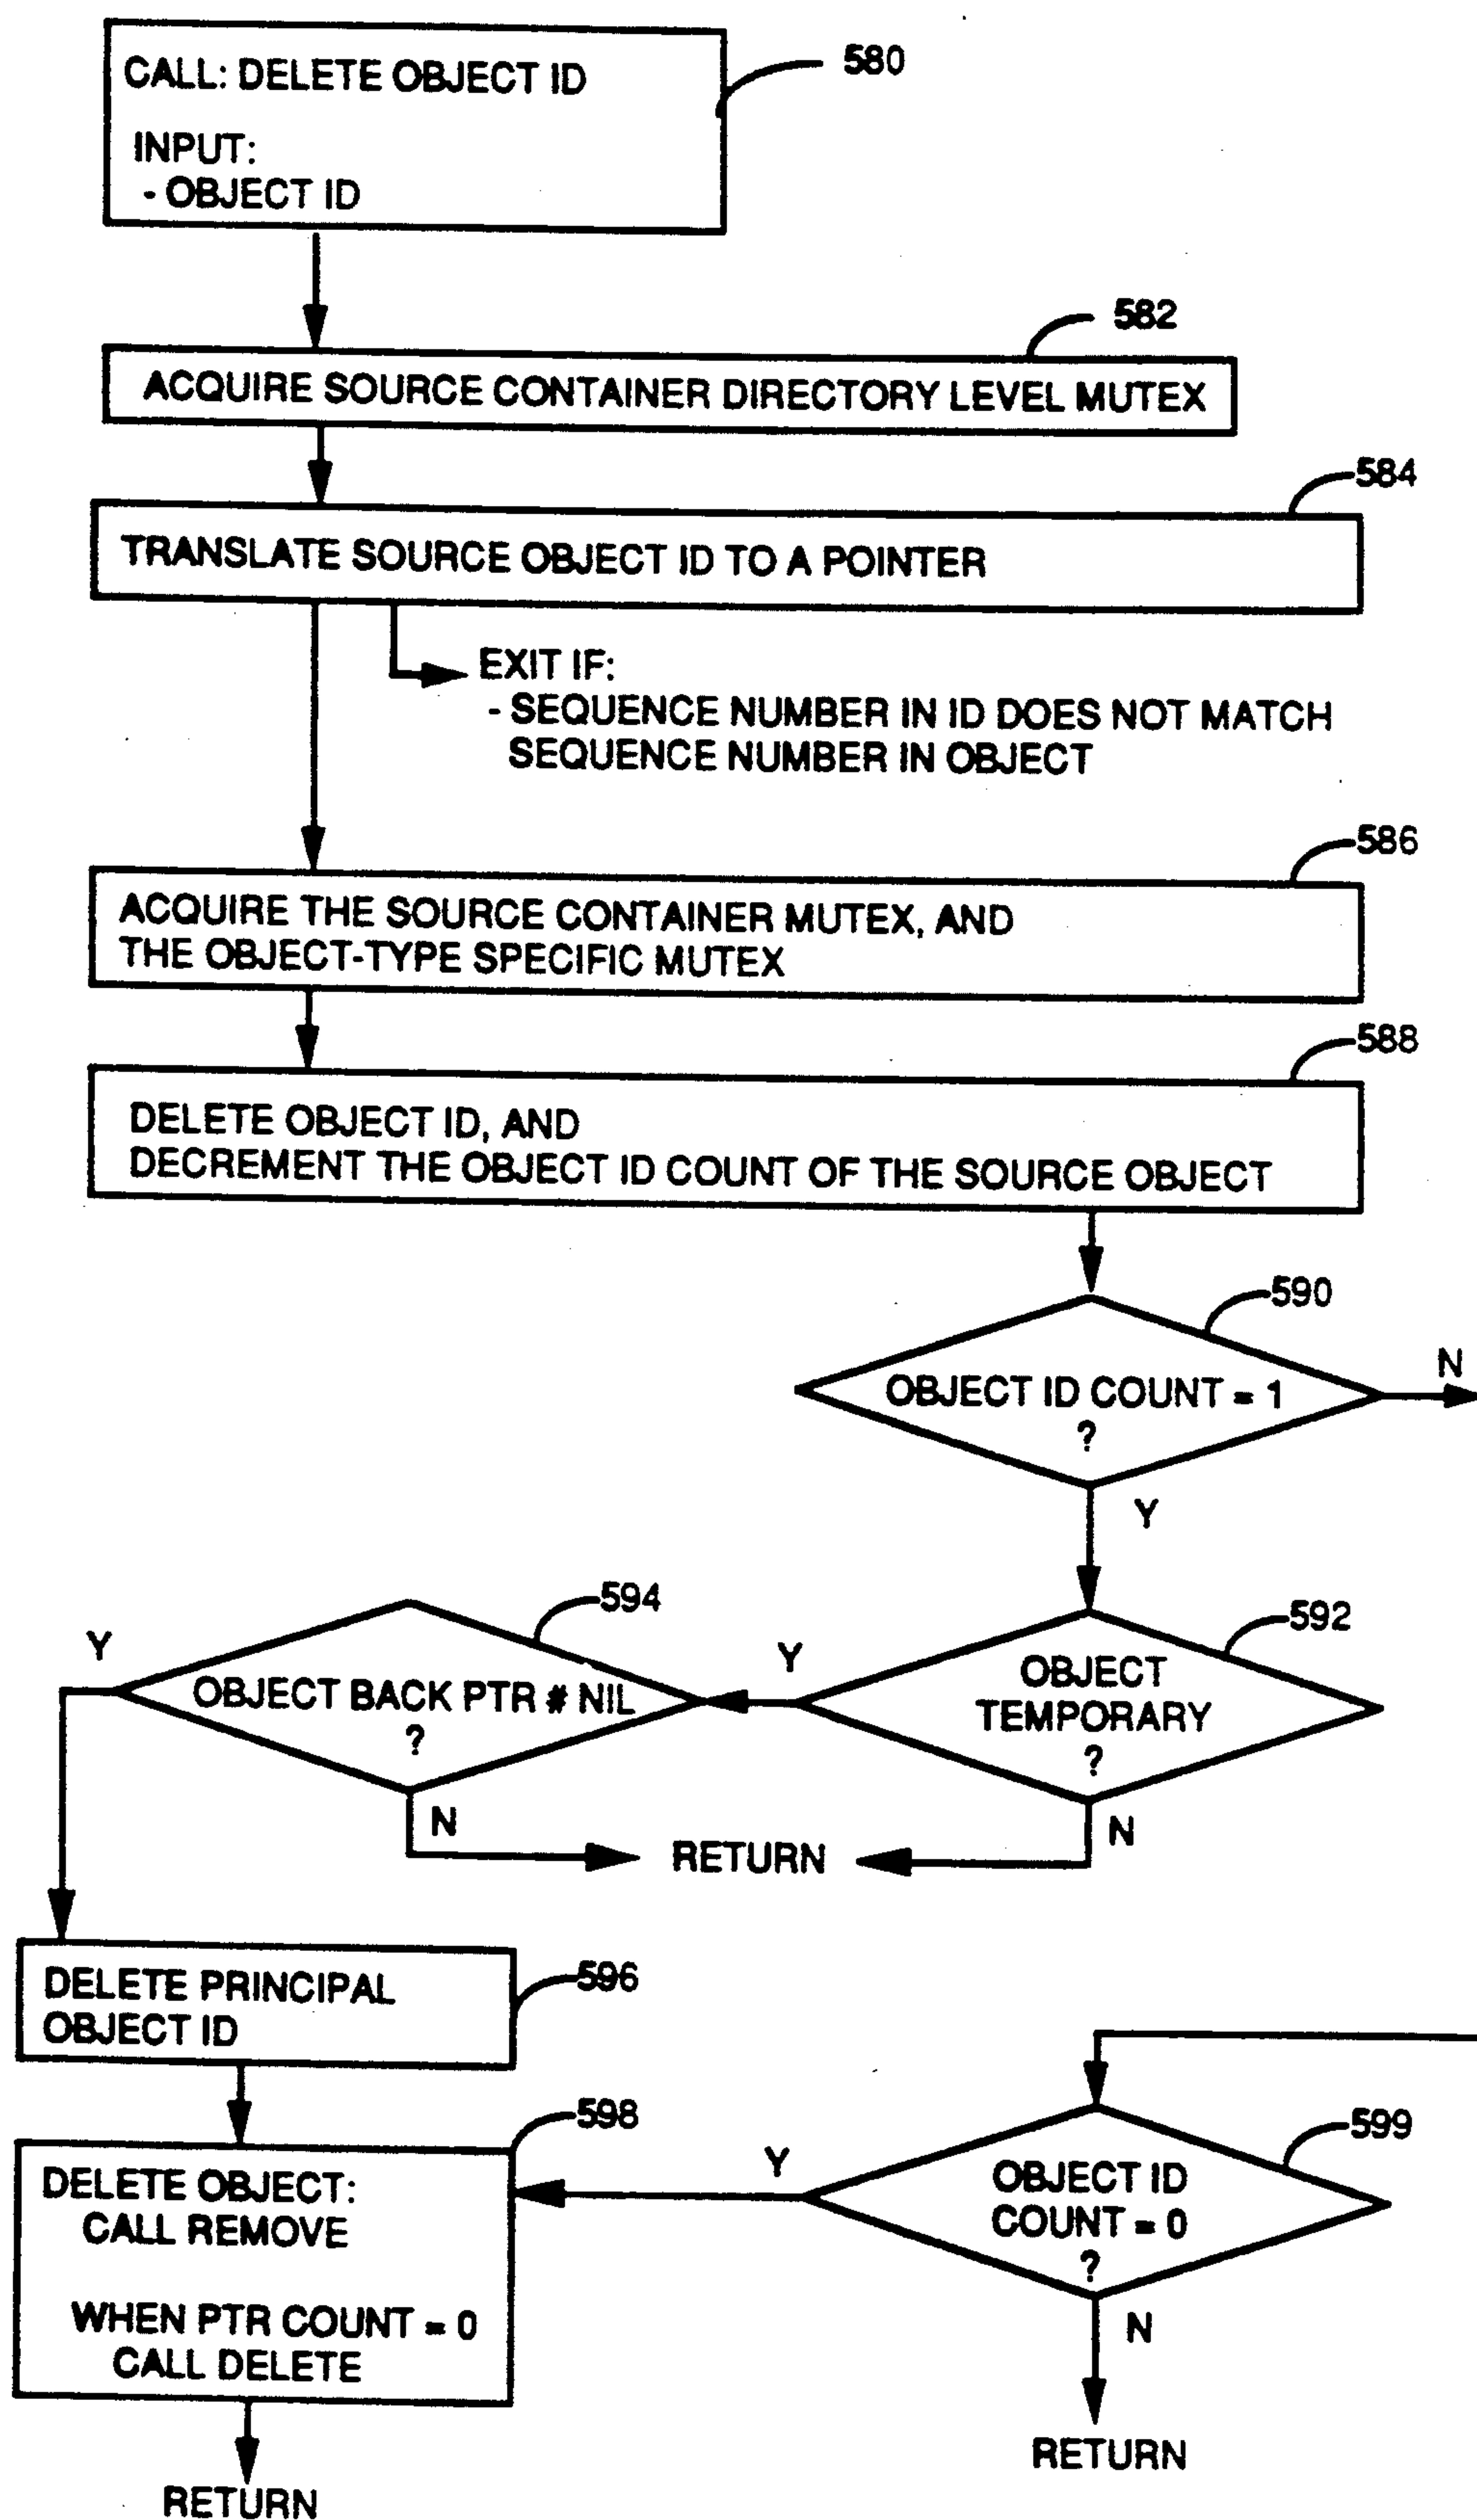 CALL: DELETE OBJECT ID
580
INPUT:
- OBJECT ID
582
ACQUIRE SOURCE CONTAINER DIRECTORY LEVEL MUTEX
584
TRANSLATE SOURCE OBJECT ID TO A POINTER
EXIT IF:
- SEQUENCE NUMBER IN ID DOES NOT MATCH
SEQUENCE NUMBER IN OBJECT
586
ACQUIRE THE SOURCE CONTAINER MUTEX, AND
THE OBJECT-TYPE SPECIFIC MUTEX
588
DELETE OBJECT ID, AND
DECREMENT THE OBJECT ID COUNT OF THE SOURCE OBJECT
590
OBJECT ID COUNT = 1
?
N
Y
594
592
Y
OBJECT BACK PTR # NIL
?
Y
OBJECT
TEMPORARY
?
N
RETURN
N
DELETE PRINCIPAL
OBJECT ID
596
598
599
DELETE OBJECT:
CALL REMOVE
WHEN PTR COUNT = 0
CALL DELETE
Y
OBJECT ID
COUNT = 0
?
N
RETURN
RETURN